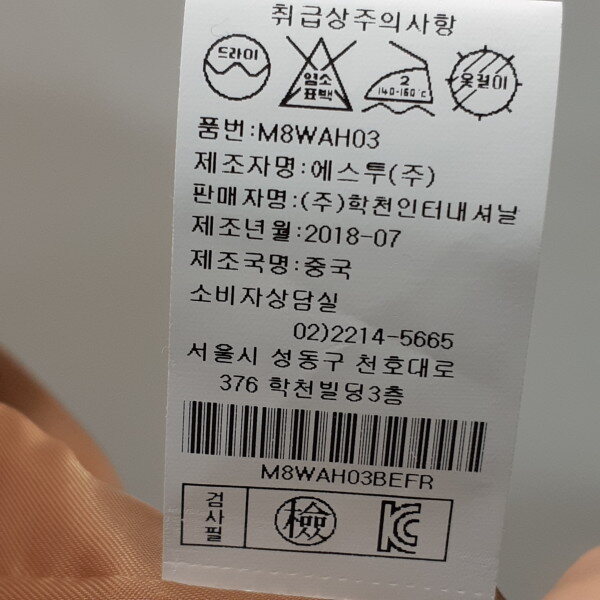 취급상주의사항
드라이
염소
표백
2
140-160℃
옷걸이
품번:M8WAH03
제조자명:에스투(주)
판매자명:(주)학천인터내셔날
제조년월:2018-07
제조국명:중국
소비자상담실
02)2214-5665
서울시 성동구 천호대로
376 학천빌딩3층
M8WAH03BEFR
검사필
檢
KC